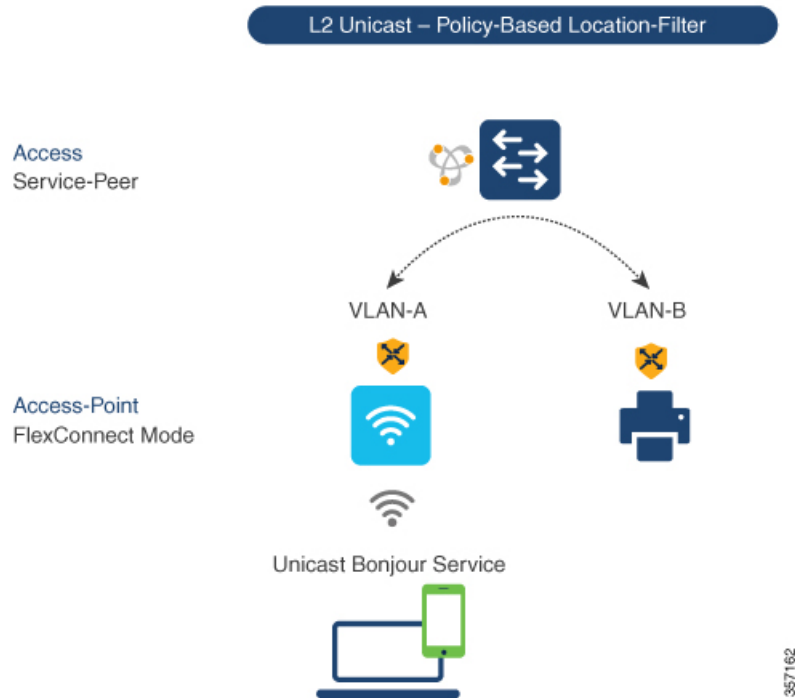 L2 Unicast – Policy-Based Location-Filter
Access
Service-Peer
VLAN-A
VLAN-B
Access-Point
FlexConnect Mode
Unicast Bonjour Service
357162